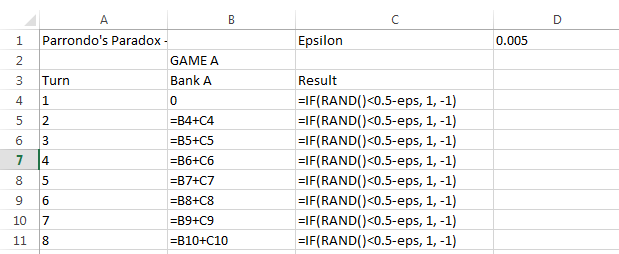 A B C D
1 Parrondo's Paradox - Epsilon 0.005
2 GAME A
3 Turn Bank A Result
4 1 0 =IF(RAND()<0.5-eps, 1, -1)
5 2 =B4+C4 =IF(RAND()<0.5-eps, 1, -1)
6 3 =B5+C5 =IF(RAND()<0.5-eps, 1, -1)
7 4 =B6+C6 =IF(RAND()<0.5-eps, 1, -1)
8 5 =B7+C7 =IF(RAND()<0.5-eps, 1, -1)
9 6 =B8+C8 =IF(RAND()<0.5-eps, 1, -1)
10 7 =B9+C9 =IF(RAND()<0.5-eps, 1, -1)
11 8 =B10+C10 =IF(RAND()<0.5-eps, 1, -1)